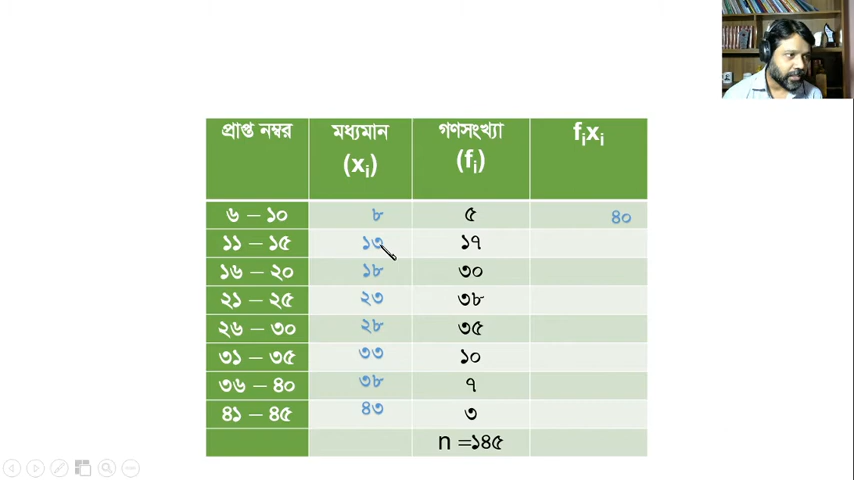 প্রাপ্ত নম্বর মধ্যমান (xi) গণসংখ্যা (fi) fixi
৬ – ১০ ৮ ৫ ৪০
১১ – ১৫ ১৩ ১৭
১৬ – ২০ ১৮ ৩০
২১ – ২৫ ২৩ ৩৮
২৬ – ৩০ ২৮ ৩৫
৩১ – ৩৫ ৩৩ ১০
৩৬ – ৪০ ৩৮ ৭
৪১ – ৪৫ ৪৩ ৩
n =১৪৫